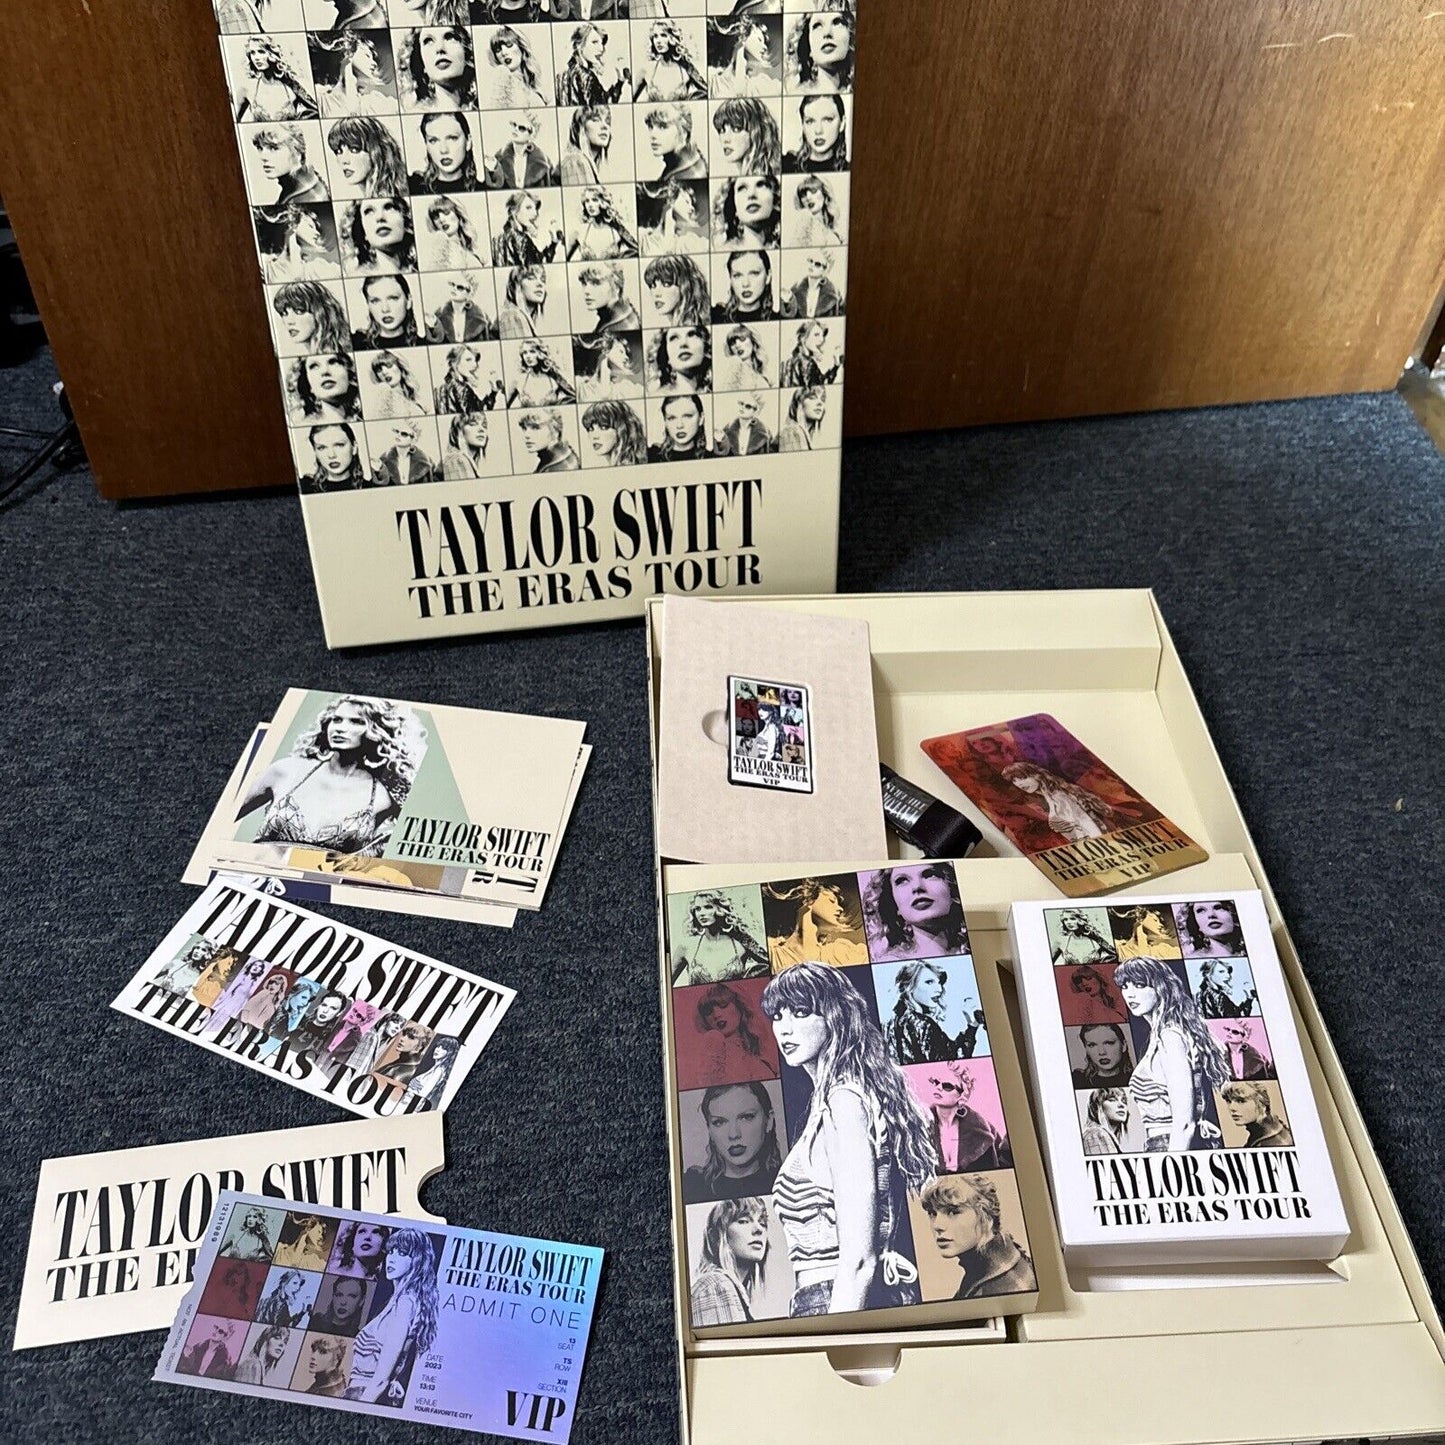 TAYLOR SWIFT
THE ERAS TOUR
TAYLOR SWIFT
THE ERAS TOUR
VIP
TAYLOR SWIFT
THE ERAS TOUR
VIP
TAYLOR SWIFT
THE ERAS TOUR
TAYLOR SWIFT
THE ERAS TOUR
TAYLOR SWIFT
THE ERAS TOUR
TAYLOR SWIFT
THE
12131989
TAYLOR SWIFT
THE ERAS TOUR
ADMIT ONE
13
SEAT
DATE
2023
TS
ROW
TIME
13:13
XIII
SECTION
VENUE
YOUR FAVORITE CITY
VIP